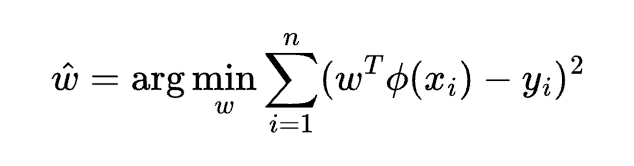 ŵ = arg min_w ∑_{i=1}^{n} (w^T ϕ(x_i) − y_i)^2